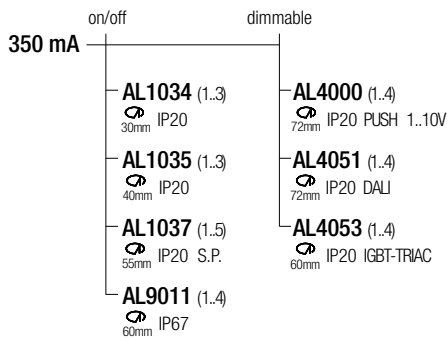 on/off
dimmable
350 mA
AL1034 (1..3)
30mm IP20
AL1035 (1..3)
40mm IP20
AL1037 (1..5)
55mm IP20 S.P.
AL9011 (1..4)
60mm IP67
AL4000 (1..4)
72mm IP20 PUSH 1..10V
AL4051 (1..4)
72mm IP20 DALI
AL4053 (1..4)
60mm IP20 IGBT-TRIAC